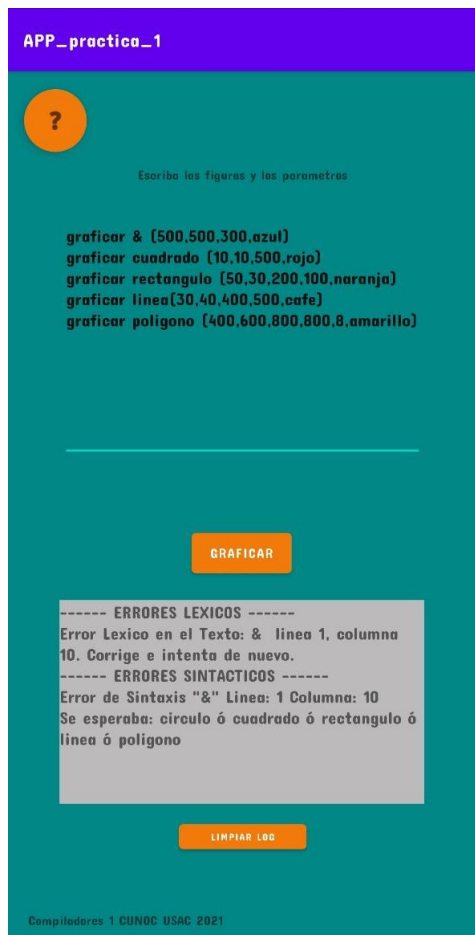 APP_practica_1
?
Escriba las figuras y los parametros
graficar & (500,500,300,azul)
graficar cuadrado (10,10,500,rojo)
graficar rectangulo (50,30,200,100,naranja)
graficar linea(30,40,400,500,cafe)
graficar poligono (400,600,800,800,8,amarillo)
GRAFICAR
------ ERRORES LEXICOS ------
Error Lexico en el Texto: &  linea 1, columna
10. Corrige e intenta de nuevo.
------ ERRORES SINTACTICOS ------
Error de Sintaxis "&" Linea: 1 Columna: 10
Se esperaba: circulo ó cuadrado ó rectangulo ó
linea ó poligono
LIMPIAR LOG
Compiladores 1 CUNOC USAC 2021